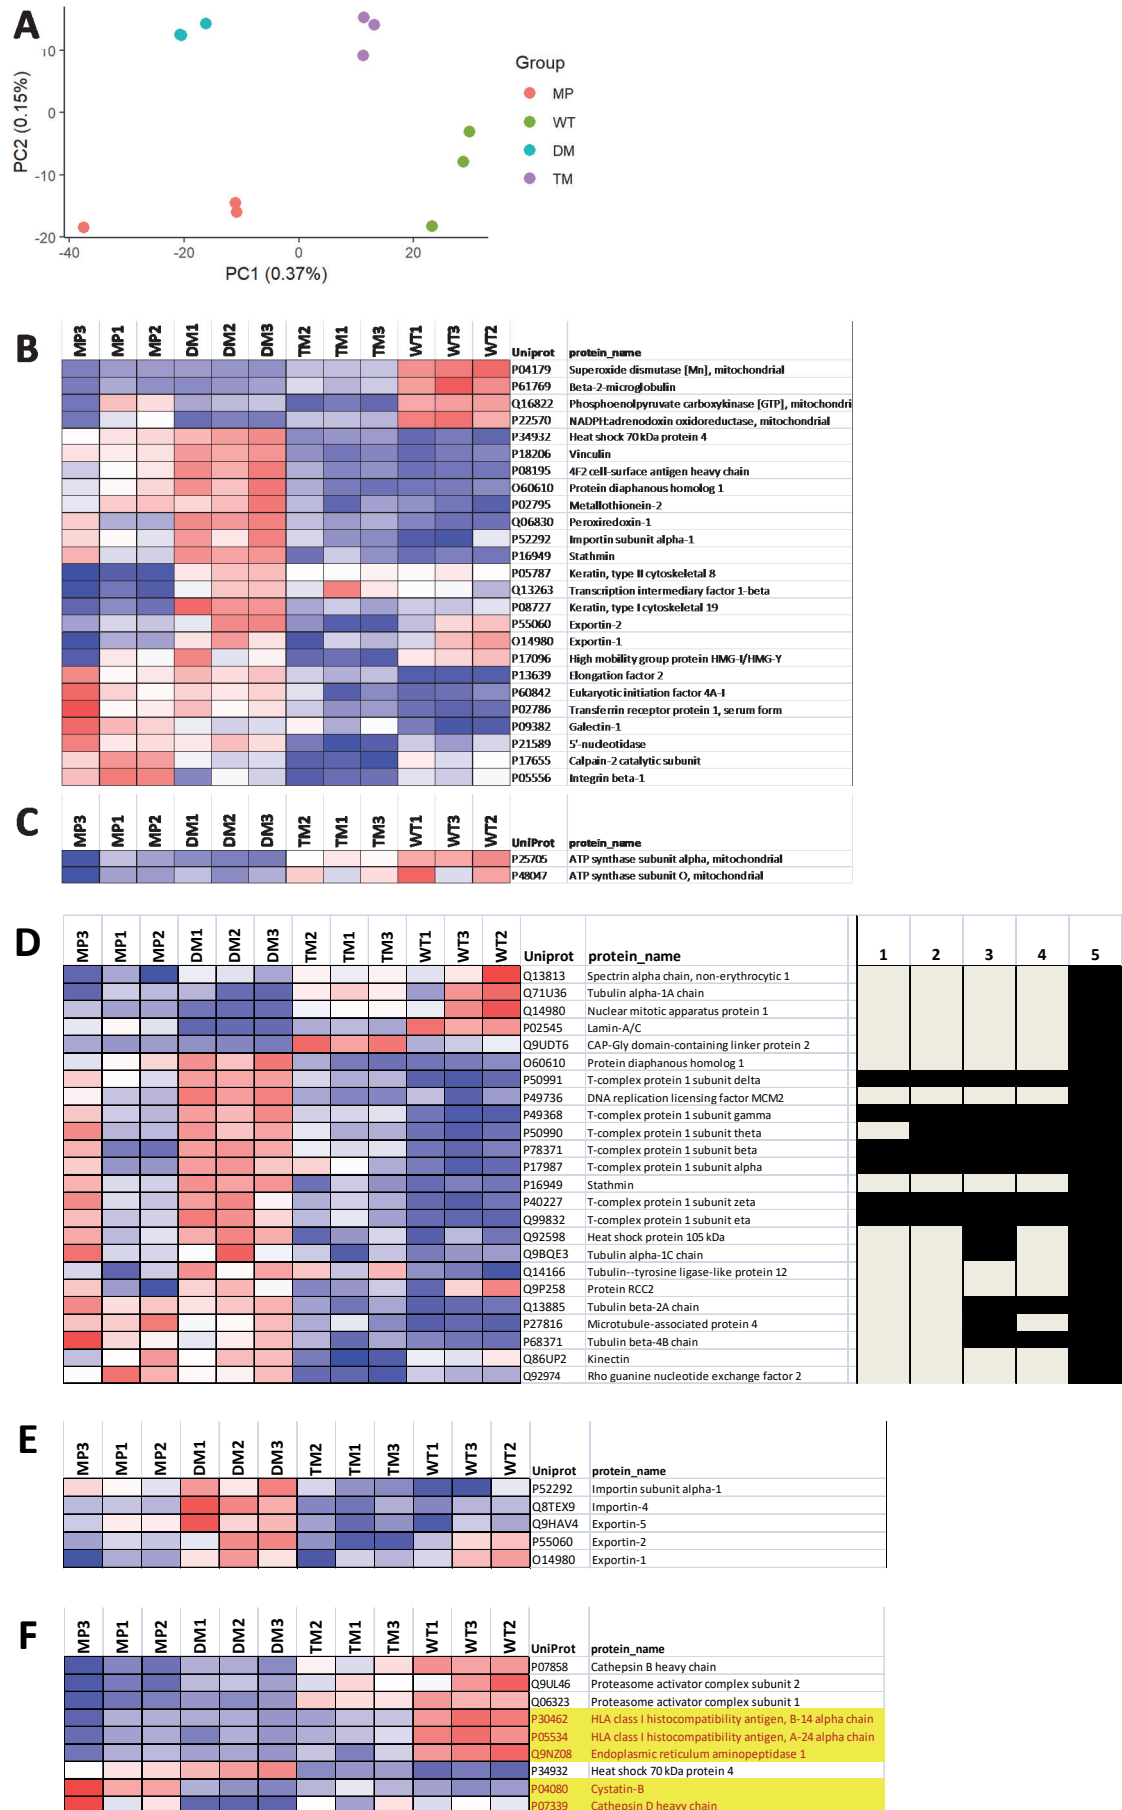 A
10
0
-10
-20
-40
-20
0
20
PC2 (0.15%)
PC1 (0.37%)
Group
MP
WT
DM
TM
B
MP3 MP1 MP2 DM1 DM2 DM3 TM2 TM1 TM3 WT1 WT3 WT2
Uniprot protein_name
P04179 Superoxide dismutase [Mn], mitochondrial
P61769 Beta-2-microglobulin
Q16822 Phosphoenolpyruvate carboxykinase [GTP], mitochondri
P22570 NADPH:adrenodoxin oxidoreductase, mitochondrial
P34932 Heat shock 70 kDa protein 4
P18206 Vinculin
P08195 4F2 cell-surface antigen heavy chain
O60610 Protein diaphanous homolog 1
P02795 Metallothionein-2
Q06830 Peroxiredoxin-1
P52292 Importin subunit alpha-1
P16949 Stathmin
P05787 Keratin, type II cytoskeletal 8
Q13263 Transcription intermediary factor 1-beta
P08727 Keratin, type I cytoskeletal 19
P55060 Exportin-2
O14980 Exportin-1
P17096 High mobility group protein HMG-I/HMG-Y
P13639 Elongation factor 2
P60842 Eukaryotic initiation factor 4A-I
P02786 Transferrin receptor protein 1, serum form
P09382 Galectin-1
P21589 5'-nucleotidase
P17655 Calpain-2 catalytic subunit
P05556 Integrin beta-1
C
MP3 MP1 MP2 DM1 DM2 DM3 TM2 TM1 TM3 WT1 WT3 WT2
UniProt protein_name
P25705 ATP synthase subunit alpha, mitochondrial
P48047 ATP synthase subunit O, mitochondrial
D
MP3 MP1 MP2 DM1 DM2 DM3 TM2 TM1 TM3 WT1 WT3 WT2
Uniprot protein_name 1 2 3 4 5
Q13813 Spectrin alpha chain, non-erythrocytic 1
Q71U36 Tubulin alpha-1A chain
Q14980 Nuclear mitotic apparatus protein 1
P02545 Lamin-A/C
Q9UDT6 CAP-Gly domain-containing linker protein 2
O60610 Protein diaphanous homolog 1
P50991 T-complex protein 1 subunit delta
P49736 DNA replication licensing factor MCM2
P49368 T-complex protein 1 subunit gamma
P50990 T-complex protein 1 subunit theta
P78371 T-complex protein 1 subunit beta
P17987 T-complex protein 1 subunit alpha
P16949 Stathmin
P40227 T-complex protein 1 subunit zeta
Q99832 T-complex protein 1 subunit eta
Q92598 Heat shock protein 105 kDa
Q9BQE3 Tubulin alpha-1C chain
Q14166 Tubulin--tyrosine ligase-like protein 12
Q9P258 Protein RCC2
Q13885 Tubulin beta-2A chain
P27816 Microtubule-associated protein 4
P68371 Tubulin beta-4B chain
Q86UP2 Kinectin
Q92974 Rho guanine nucleotide exchange factor 2
E
MP3 MP1 MP2 DM1 DM2 DM3 TM2 TM1 TM3 WT1 WT3 WT2
Uniprot protein_name
P52292 Importin subunit alpha-1
Q8TEX9 Importin-4
Q9HAV4 Exportin-5
P55060 Exportin-2
O14980 Exportin-1
F
MP3 MP1 MP2 DM1 DM2 DM3 TM2 TM1 TM3 WT1 WT3 WT2
UniProt protein_name
P07858 Cathepsin B heavy chain
Q9UL46 Proteasome activator complex subunit 2
Q06323 Proteasome activator complex subunit 1
P30462 HLA class I histocompatibility antigen, B-14 alpha chain
P05534 HLA class I histocompatibility antigen, A-24 alpha chain
Q9NZ08 Endoplasmic reticulum aminopeptidase 1
P34932 Heat shock 70 kDa protein 4
P04080 Cystatin-B
P07339 Cathepsin D heavy chain